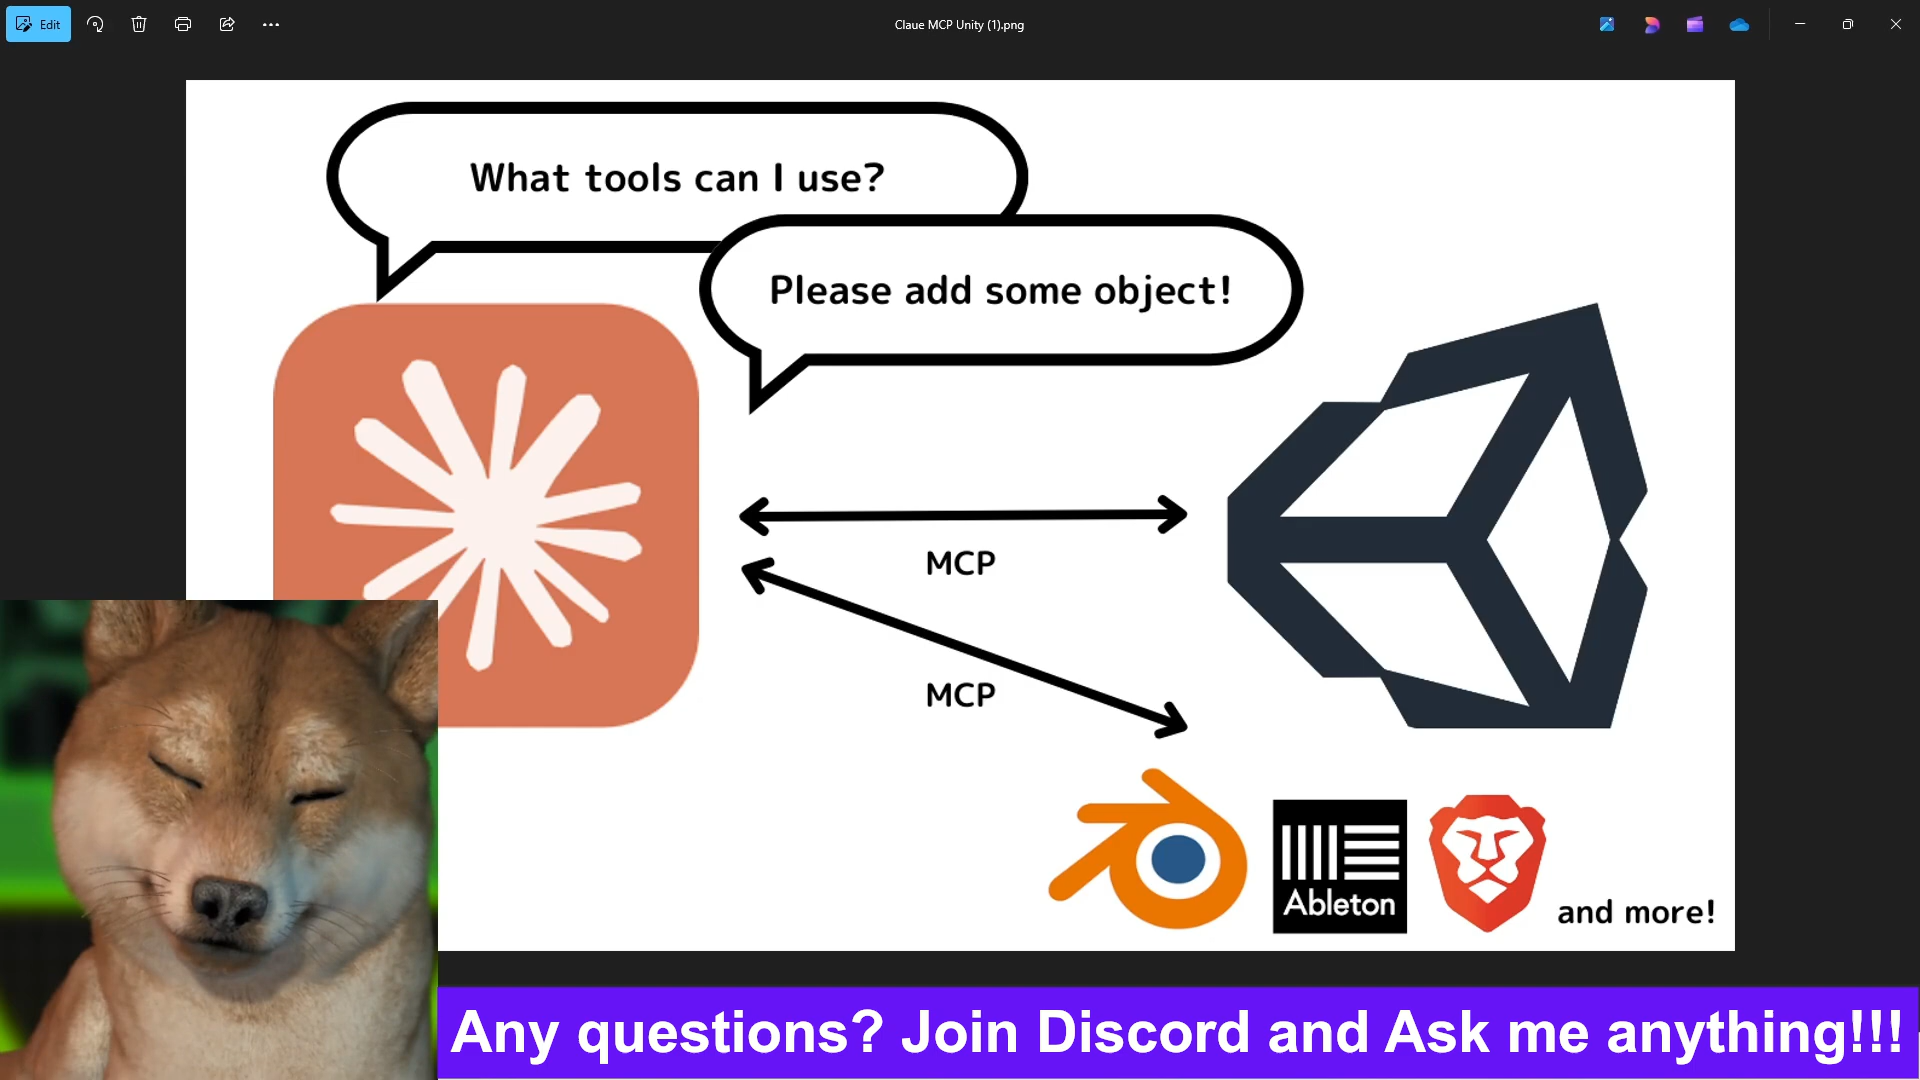 Edit
Claue MCP Unity (1).png
What tools can I use?
Please add some object!
MCP
MCP
Ableton
and more!
Any questions? Join Discord and Ask me anything!!!